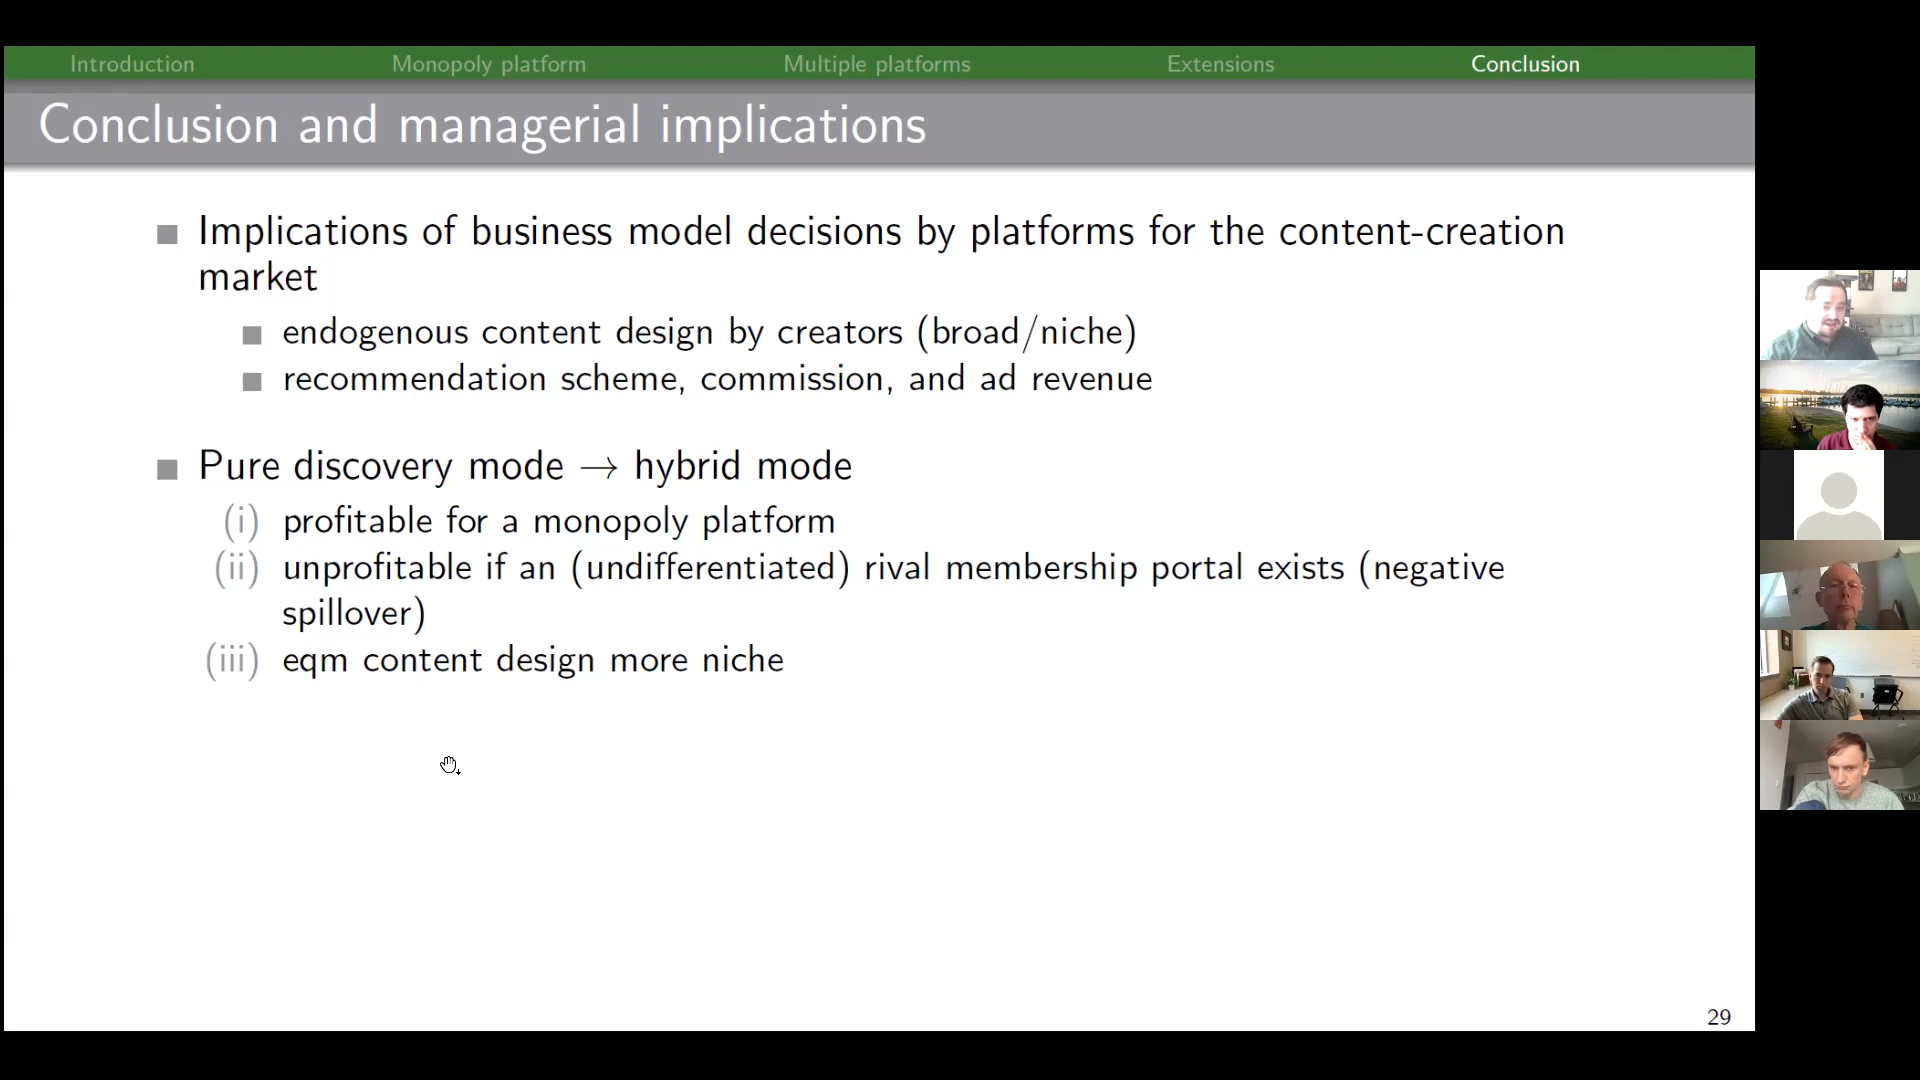 Introduction Monopoly platform Multiple platforms Extensions Conclusion
Conclusion and managerial implications
Implications of business model decisions by platforms for the content-creation
market
endogenous content design by creators (broad/niche)
recommendation scheme, commission, and ad revenue
Pure discovery mode → hybrid mode
(i) profitable for a monopoly platform
(ii) unprofitable if an (undifferentiated) rival membership portal exists (negative
spillover)
(iii) eqm content design more niche
29